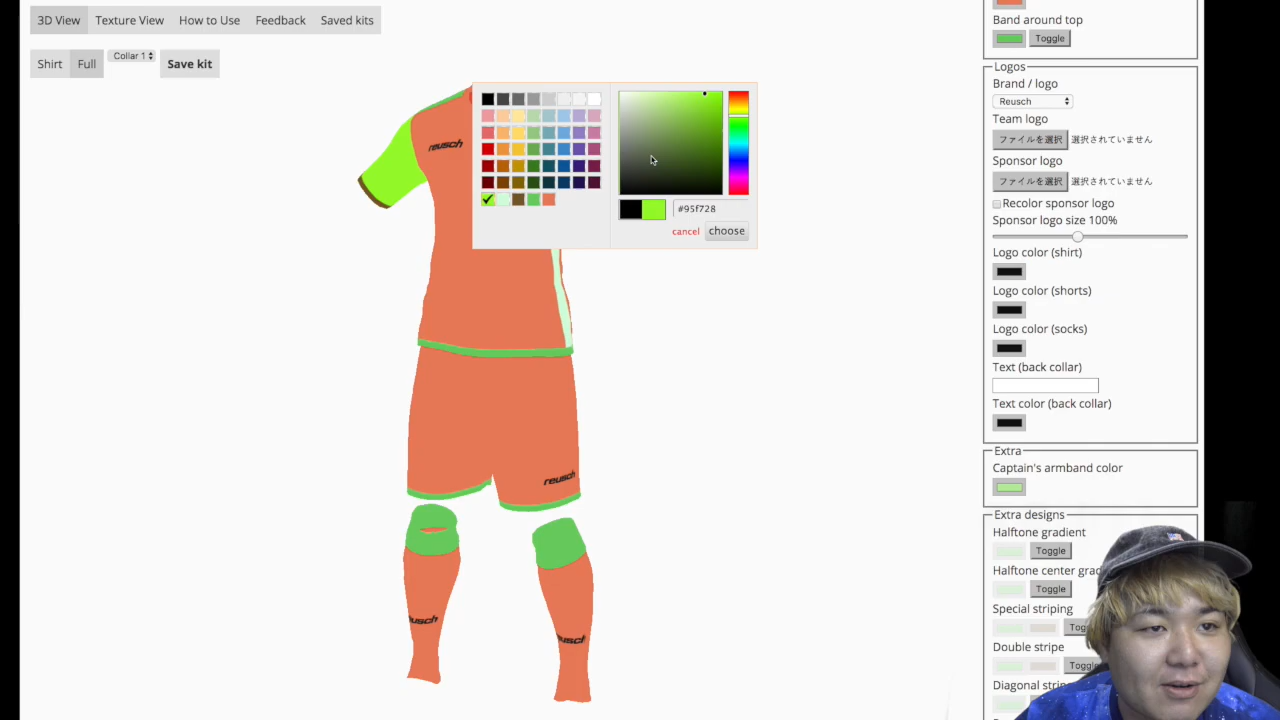 3D View Texture View How to Use Feedback Saved kits
Shirt Full Collar 1 Save kit
reusch
#95f728
cancel choose
reusch
reusch
Band around top
Toggle
Logos
Brand / logo
Reusch
Team logo
ファイルを選択 選択されていません
Sponsor logo
ファイルを選択 選択されていません
Recolor sponsor logo
Sponsor logo size 100%
Logo color (shirt)
Logo color (shorts)
Logo color (socks)
Text (back collar)
Text color (back collar)
Extra
Captain's armband color
Extra designs
Halftone gradient
Toggle
Halftone center
Toggle
Special striping
Double stripe
Diagonal